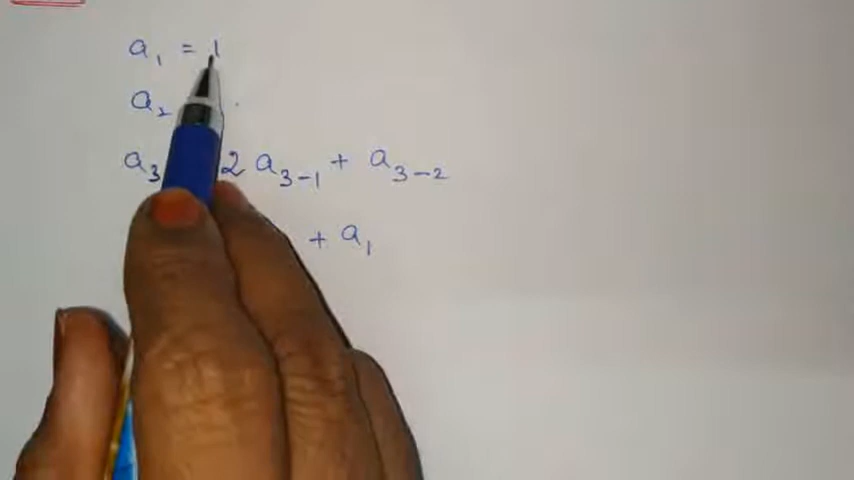 a₁ = 1
a₂
a₃ 2 a₃₋₁ + a₃₋₂
+ a₁